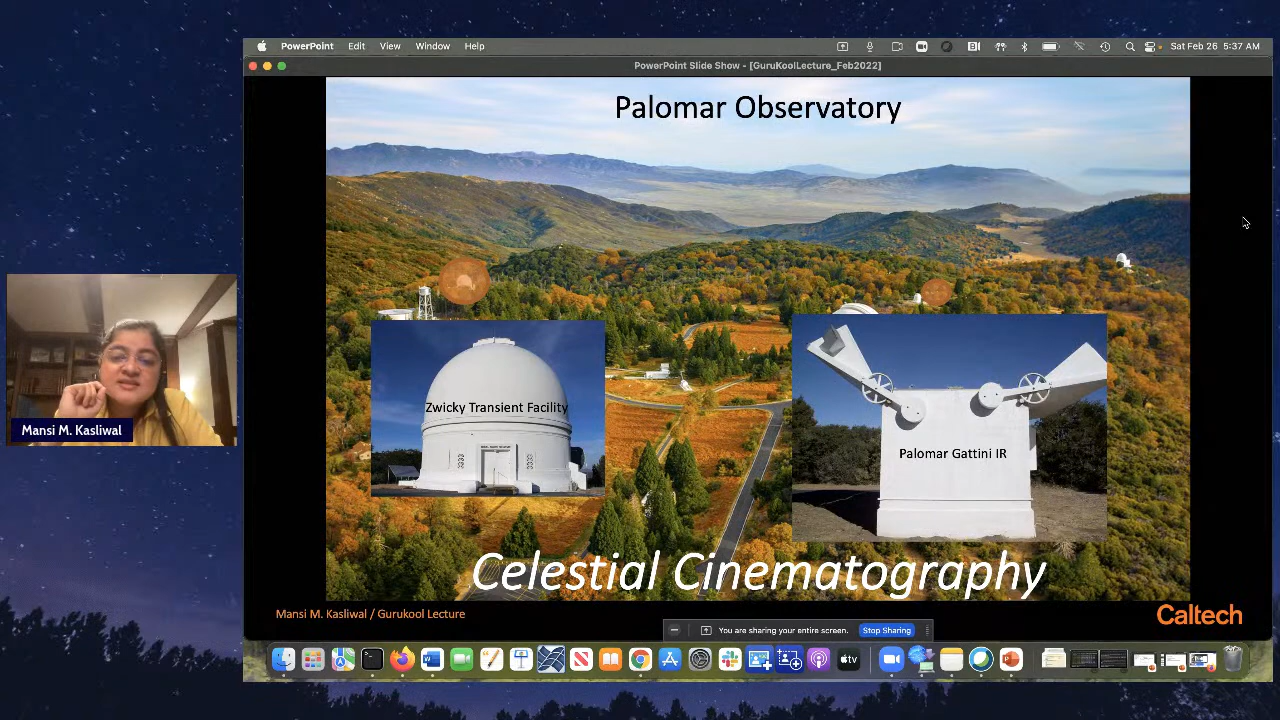 PowerPoint Edit View Window Help
Sat Feb 26 5:37 AM
PowerPoint Slide Show - [GuruKoolLecture_Feb2022]
Palomar Observatory
Zwicky Transient Facility
Palomar Gattini IR
Mansi M. Kasliwal
Celestial Cinematography
Mansi M. Kasliwal / Gurukool Lecture
Caltech
You are sharing your entire screen. Stop Sharing
tv